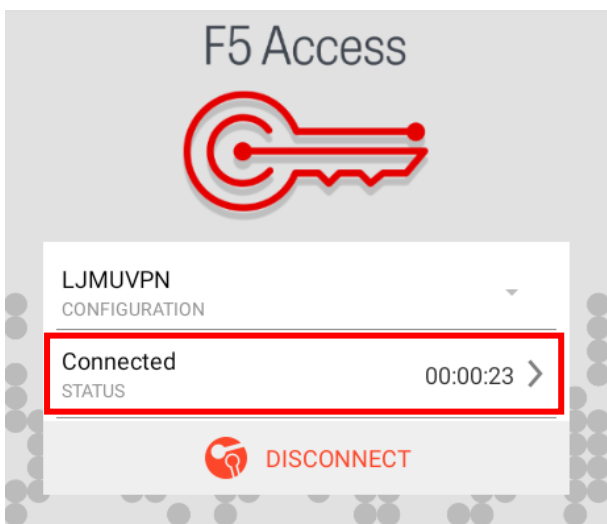 F5 Access
LJMUVPN
CONFIGURATION
Connected
STATUS
00:00:23
DISCONNECT